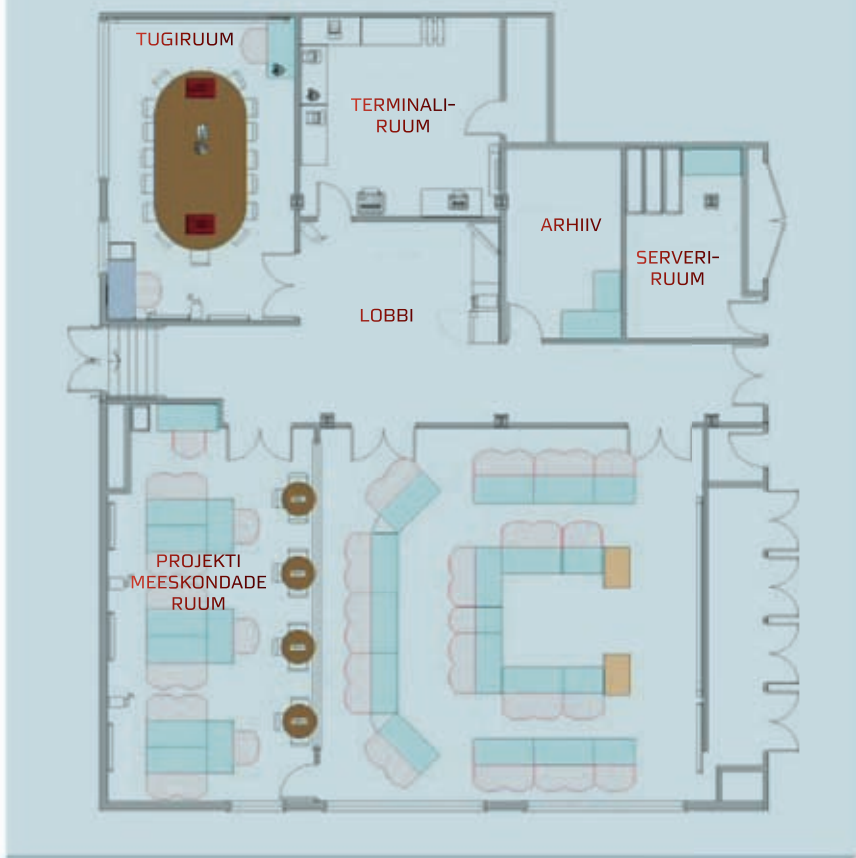 TUGIRUUM
TERMINALI-
RUUM
ARHIIV
SERVERI-
RUUM
LOBBI
PROJEKTI
MEESKONDADE
RUUM